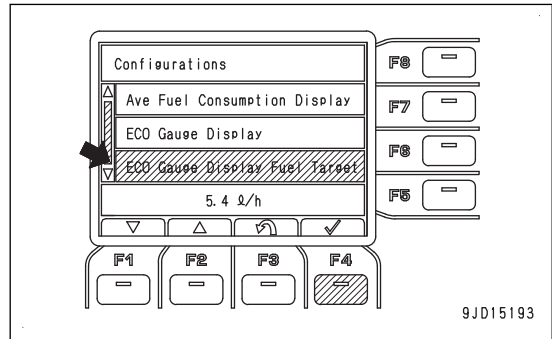 Configurations
Ave Fuel Consumption Display
ECO Gauge Display
ECO Gauge Display Fuel Target
5.4 ℓ/h
F8
F7
F6
F5
F1 F2 F3 F4
9JD15193